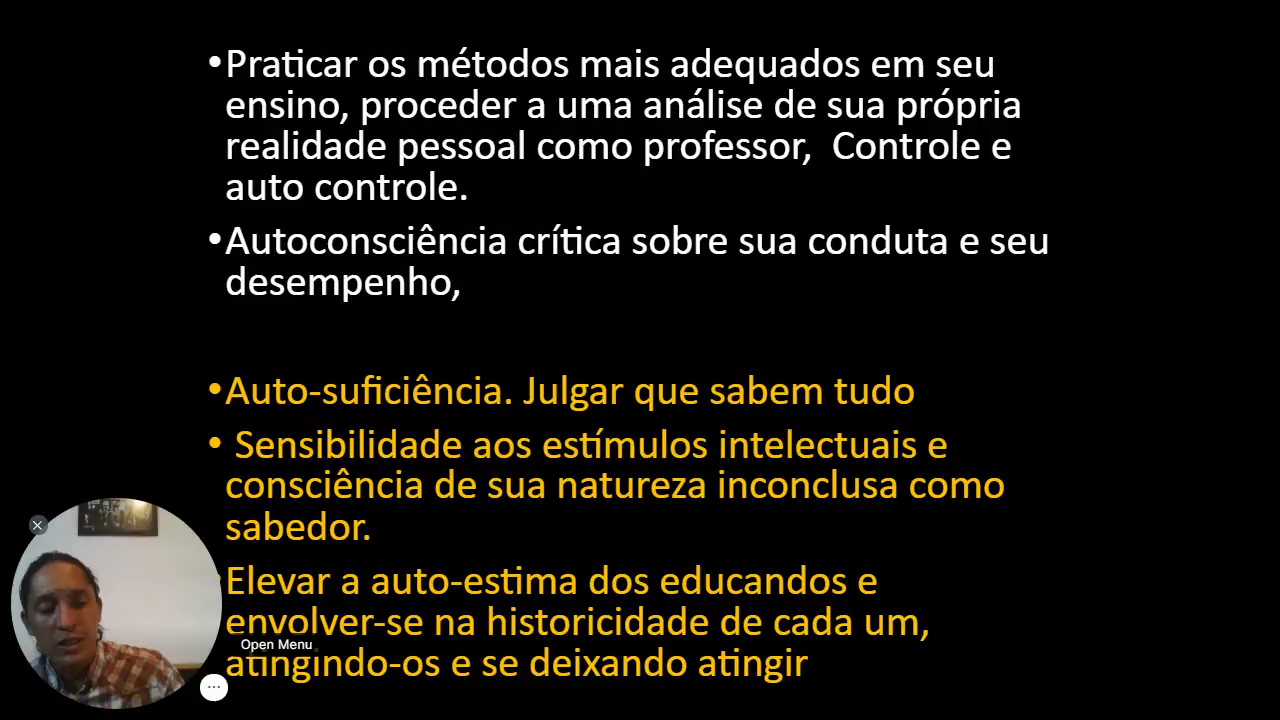 •Praticar os métodos mais adequados em seu
ensino, proceder a uma análise de sua própria
realidade pessoal como professor,  Controle e
auto controle.
•Autoconsciência crítica sobre sua conduta e seu
desempenho,
•Auto-suficiência. Julgar que sabem tudo
• Sensibilidade aos estímulos intelectuais e
consciência de sua natureza inconclusa como
sabedor.
•Elevar a auto-estima dos educandos e
envolver-se na historicidade de cada um,
Open Menu
atingindo-os e se deixando atingir